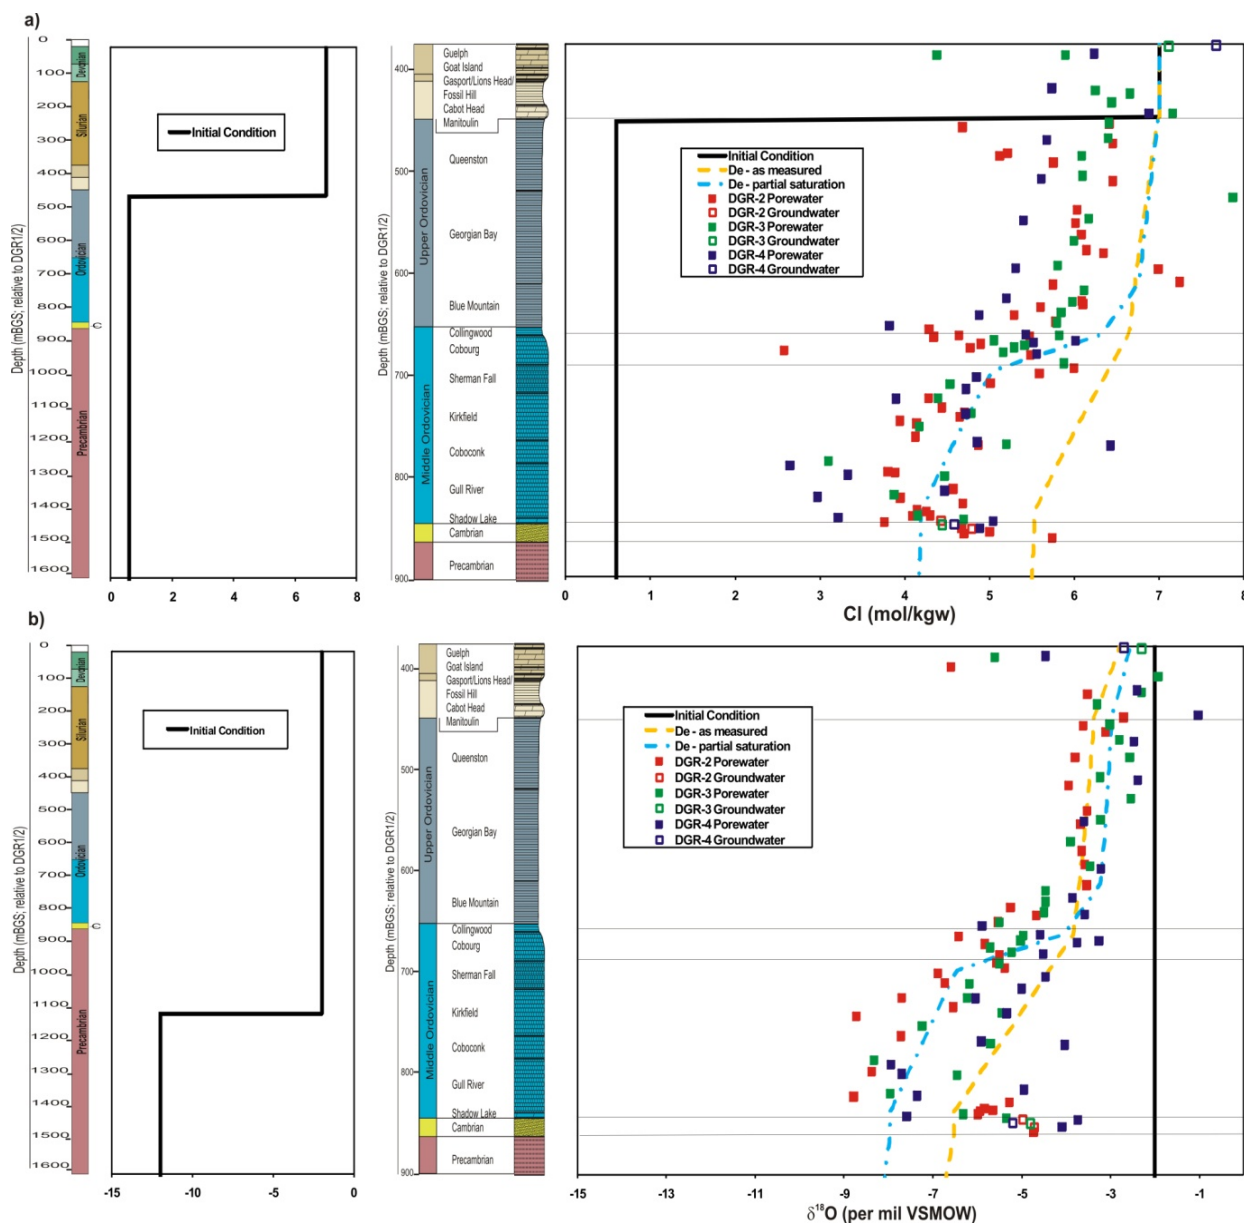 a)
Depth (mBGS; relative to DGR1/2)
0
100
200
300
400
500
600
700
800
900
1000
1100
1200
1300
1400
1500
1600
Devonian
Silurian
Ordovician
C
Precambrian
Initial Condition
0 2 4 6 8
Depth (mBGS; relative to DGR1/2)
400
500
600
700
800
900
Upper Ordovician
Middle Ordovician
Guelph
Goat Island
Gasport/Lions Head/
Fossil Hill
Cabot Head
Manitoulin
Queenston
Georgian Bay
Blue Mountain
Collingwood
Cobourg
Sherman Fall
Kirkfield
Coboconk
Gull River
Shadow Lake
Cambrian
Precambrian
Initial Condition
De - as measured
De - partial saturation
DGR-2 Porewater
DGR-2 Groundwater
DGR-3 Porewater
DGR-3 Groundwater
DGR-4 Porewater
DGR-4 Groundwater
0 1 2 3 4 5 6 7 8
Cl (mol/kgw)
b)
Depth (mBGS; relative to DGR1/2)
0
100
200
300
400
500
600
700
800
900
1000
1100
1200
1300
1400
1500
1600
Devonian
Silurian
Ordovician
C
Precambrian
Initial Condition
-15 -10 -5 0
Depth (mBGS; relative to DGR1/2)
400
500
600
700
800
900
Upper Ordovician
Middle Ordovician
Guelph
Goat Island
Gasport/Lions Head/
Fossil Hill
Cabot Head
Manitoulin
Queenston
Georgian Bay
Blue Mountain
Collingwood
Cobourg
Sherman Fall
Kirkfield
Coboconk
Gull River
Shadow Lake
Cambrian
Precambrian
Initial Condition
De - as measured
De - partial saturation
DGR-2 Porewater
DGR-2 Groundwater
DGR-3 Porewater
DGR-3 Groundwater
DGR-4 Porewater
DGR-4 Groundwater
-15 -13 -11 -9 -7 -5 -3 -1
δ¹⁸O (per mil VSMOW)